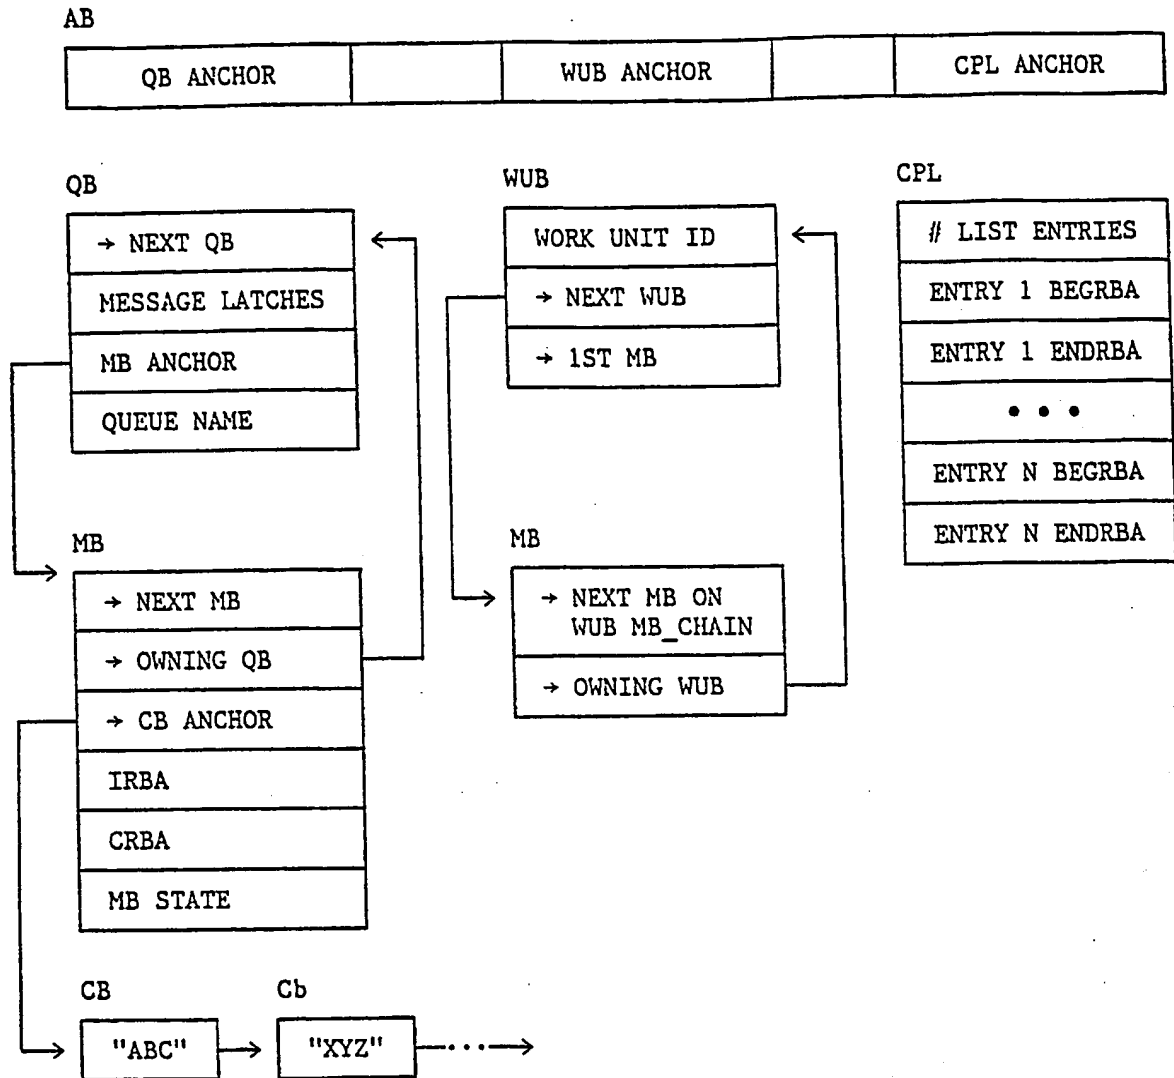 AB
QB ANCHOR
WUB ANCHOR
CPL ANCHOR
QB
→ NEXT QB
MESSAGE LATCHES
MB ANCHOR
QUEUE NAME
WUB
WORK UNIT ID
→ NEXT WUB
→ 1ST MB
CPL
# LIST ENTRIES
ENTRY 1 BEGRBA
ENTRY 1 ENDRBA
• • •
ENTRY N BEGRBA
ENTRY N ENDRBA
MB
→ NEXT MB
→ OWNING QB
→ CB ANCHOR
IRBA
CRBA
MB STATE
MB
→ NEXT MB ON
WUB MB_CHAIN
→ OWNING WUB
CB
"ABC"
Cb
"XYZ"